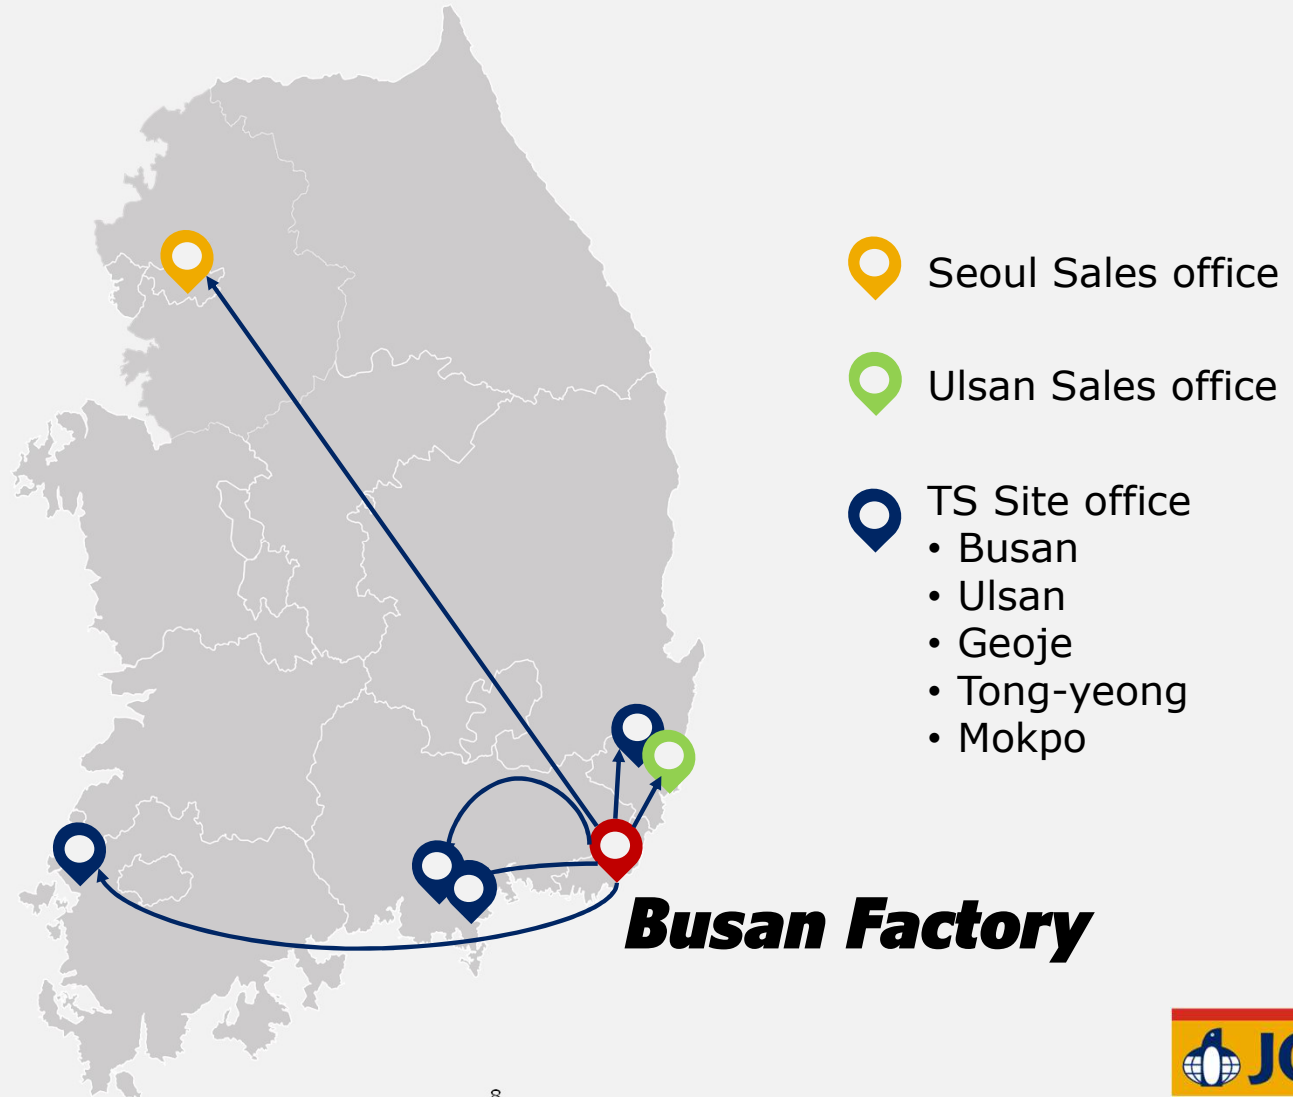 Seoul Sales office
Ulsan Sales office
TS Site office
• Busan
• Ulsan
• Geoje
• Tong-yeong
• Mokpo
Busan Factory